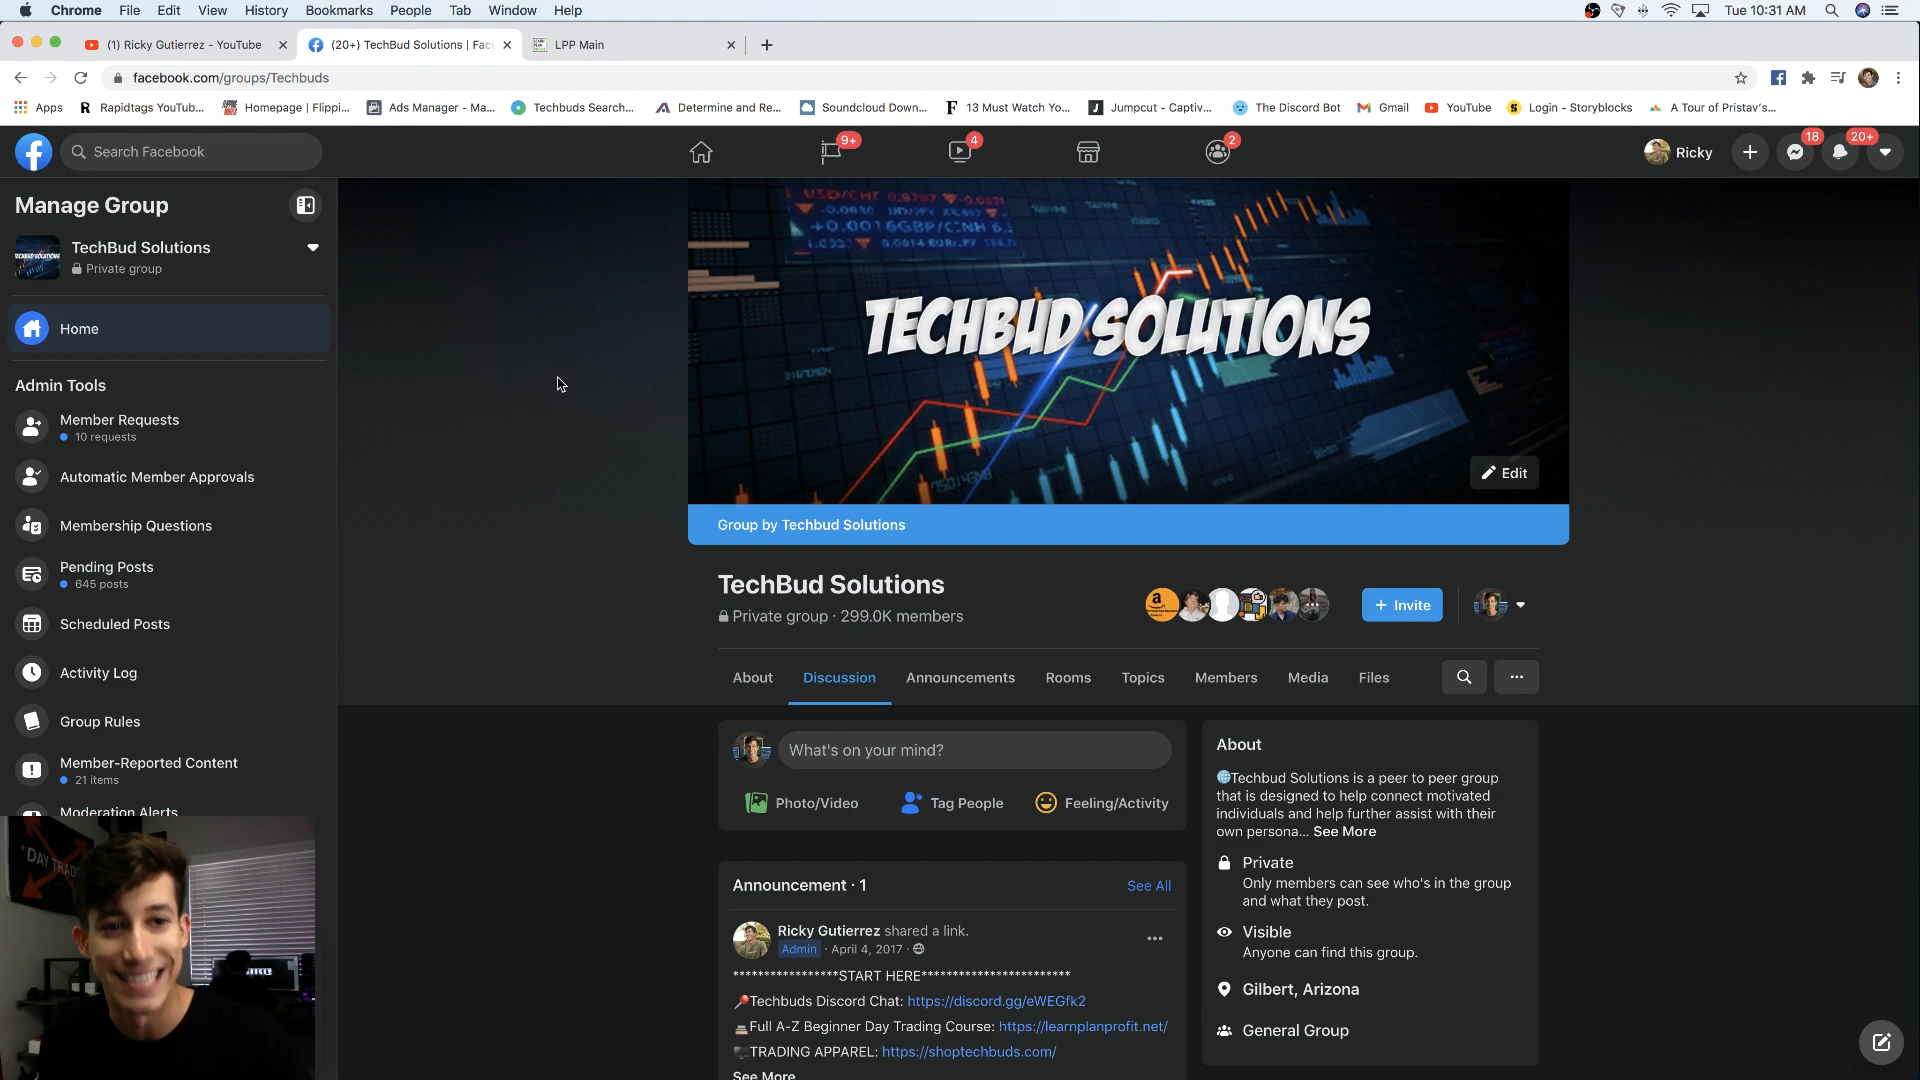 Chrome File Edit View History Bookmarks People Tab Window Help Tue 10:31 AM
(1) Ricky Gutierrez - YouTube (20+) TechBud Solutions | Fac LPP Main
facebook.com/groups/Techbuds
Apps Rapidtags YouTub... Homepage | Flippi... Ads Manager - Ma... Techbuds Search... Determine and Re... Soundcloud Down... 13 Must Watch Yo... Jumpcut - Captiv... The Discord Bot Gmail YouTube Login - Storyblocks A Tour of Pristav's...
Search Facebook 9+ 4 2 Ricky 18 20+
Manage Group
TechBud Solutions
Private group
Home
Admin Tools
Member Requests
10 requests
Automatic Member Approvals
Membership Questions
Pending Posts
645 posts
Scheduled Posts
Activity Log
Group Rules
Member-Reported Content
21 items
Moderation Alerts
DAY TRAD
TECHBUD SOLUTIONS
Edit
Group by Techbud Solutions
TechBud Solutions
Private group · 299.0K members
+ Invite
About Discussion Announcements Rooms Topics Members Media Files
What's on your mind?
Photo/Video Tag People Feeling/Activity
Announcement · 1 See All
Ricky Gutierrez shared a link.
Admin · April 4, 2017 ·
*****************START HERE************************
Techbuds Discord Chat: https://discord.gg/eWEGfk2
Full A-Z Beginner Day Trading Course: https://learnplanprofit.net/
TRADING APPAREL: https://shoptechbuds.com/
See More
About
Techbud Solutions is a peer to peer group
that is designed to help connect motivated
individuals and help further assist with their
own persona... See More
Private
Only members can see who's in the group
and what they post.
Visible
Anyone can find this group.
Gilbert, Arizona
General Group